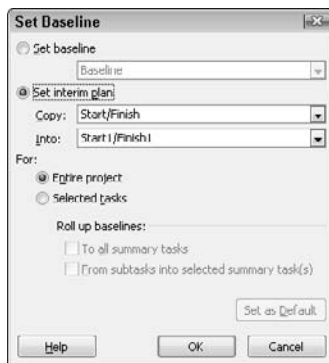 Set Daseline
Set baseline
Baseline
Set interim plan
Copy: Start/Finish
Into: Start1/Finish1
For:
Entire project
Selected tasks
Roll up baselines:
To all summary tasks
From subtasks into selected summary task(s)
Set as Default
Help OK Cancel